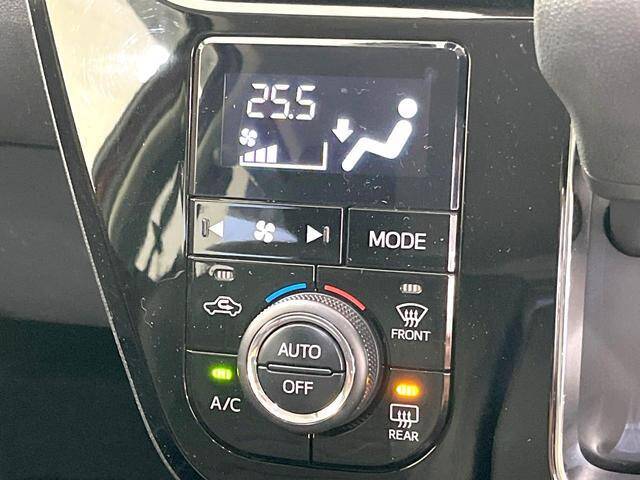 25.5
MODE
FRONT
AUTO
OFF
A/C
REAR